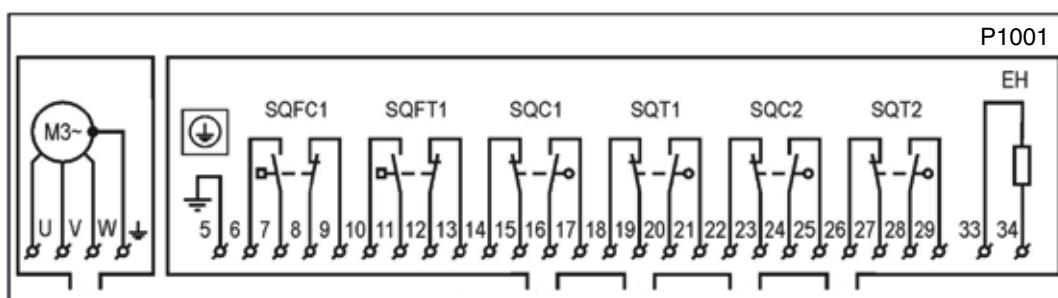 P1001
EH
SQFC1 SQFT1 SQC1 SQT1 SQC2 SQT2
M3~
U V W 5 6 7 8 9 10 11 12 13 14 15 16 17 18 19 20 21 22 23 24 25 26 27 28 29 33 34